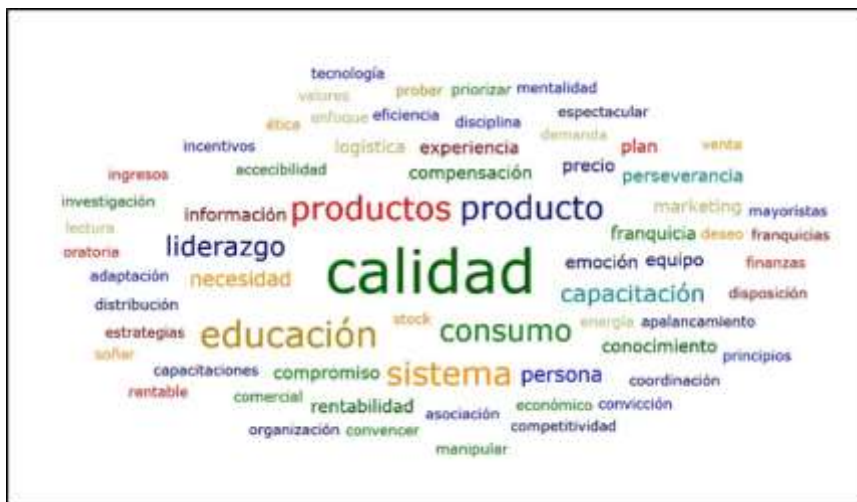 tecnología
valores probar priorizar mentalidad
ética enfoque eficiencia disciplina espectacular
incentivos logística experiencia demanda plan venta
ingresos accecibilidad compensación precio perseverancia
investigación información productos producto marketing mayoristas
lectura liderazgo franquicia deseo franquicias
oratoria calidad emoción equipo finanzas
adaptación necesidad capacitación disposición
distribución
estrategias educación stock consumo energía apalancamiento
soñar conocimiento principios
capacitaciones compromiso sistema persona coordinación
rentable comercial rentabilidad asociación económico convicción
organización convencer competitividad
manipular